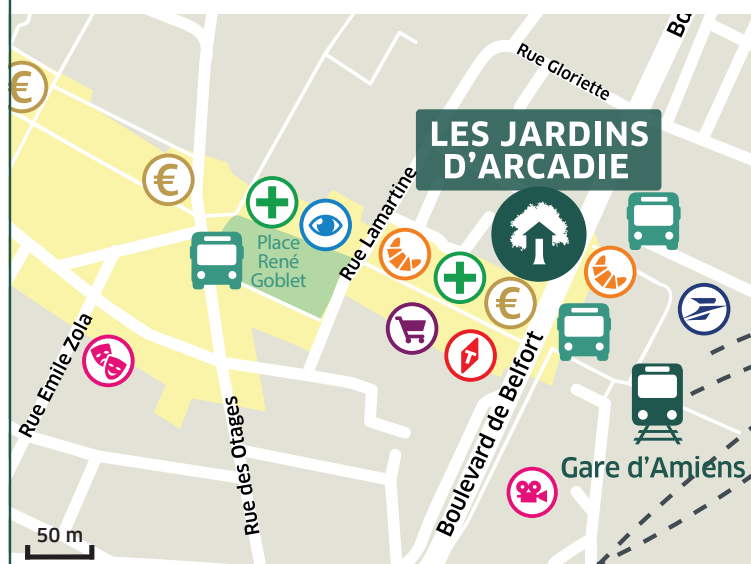 Bo
Rue Gloriette
LES JARDINS
D'ARCADIE
€
€
Rue Lamartine
Place
René
Goblet
€
T
Rue Emile Zola
Boulevard de Belfort
Rue des Otages
Gare d'Amiens
50 m